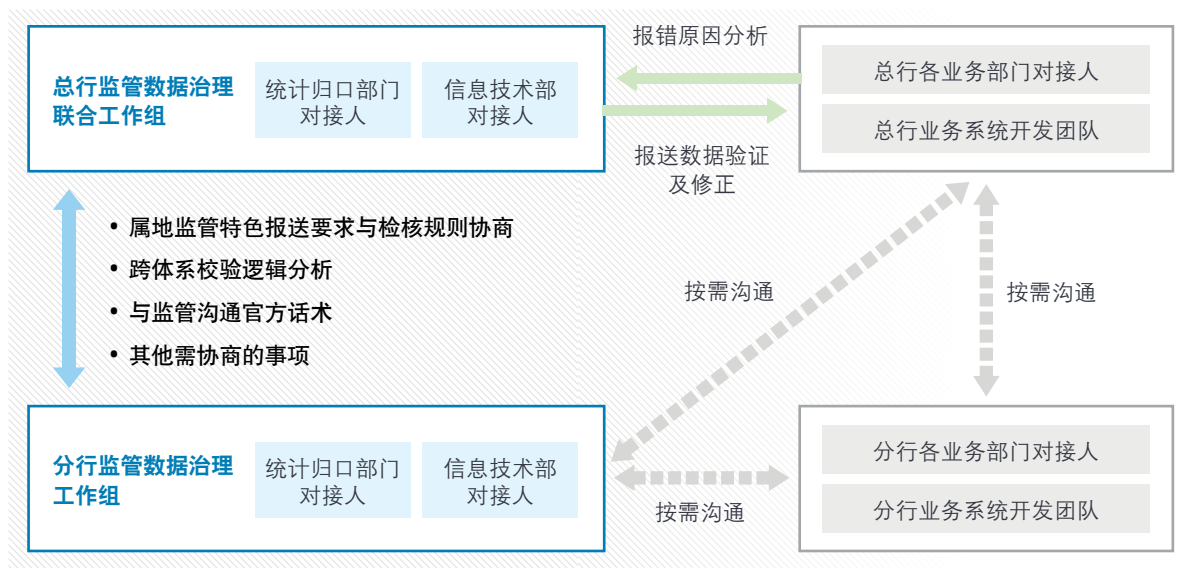 总行监管数据治理
联合工作组
统计归口部门
对接人
信息技术部
对接人
报错原因分析
报送数据验证
及修正
总行各业务部门对接人
总行业务系统开发团队
• 属地监管特色报送要求与检核规则协商
• 跨体系校验逻辑分析
• 与监管沟通官方话术
• 其他需协商的事项
按需沟通
按需沟通
分行监管数据治理
工作组
统计归口部门
对接人
信息技术部
对接人
按需沟通
分行各业务部门对接人
分行业务系统开发团队